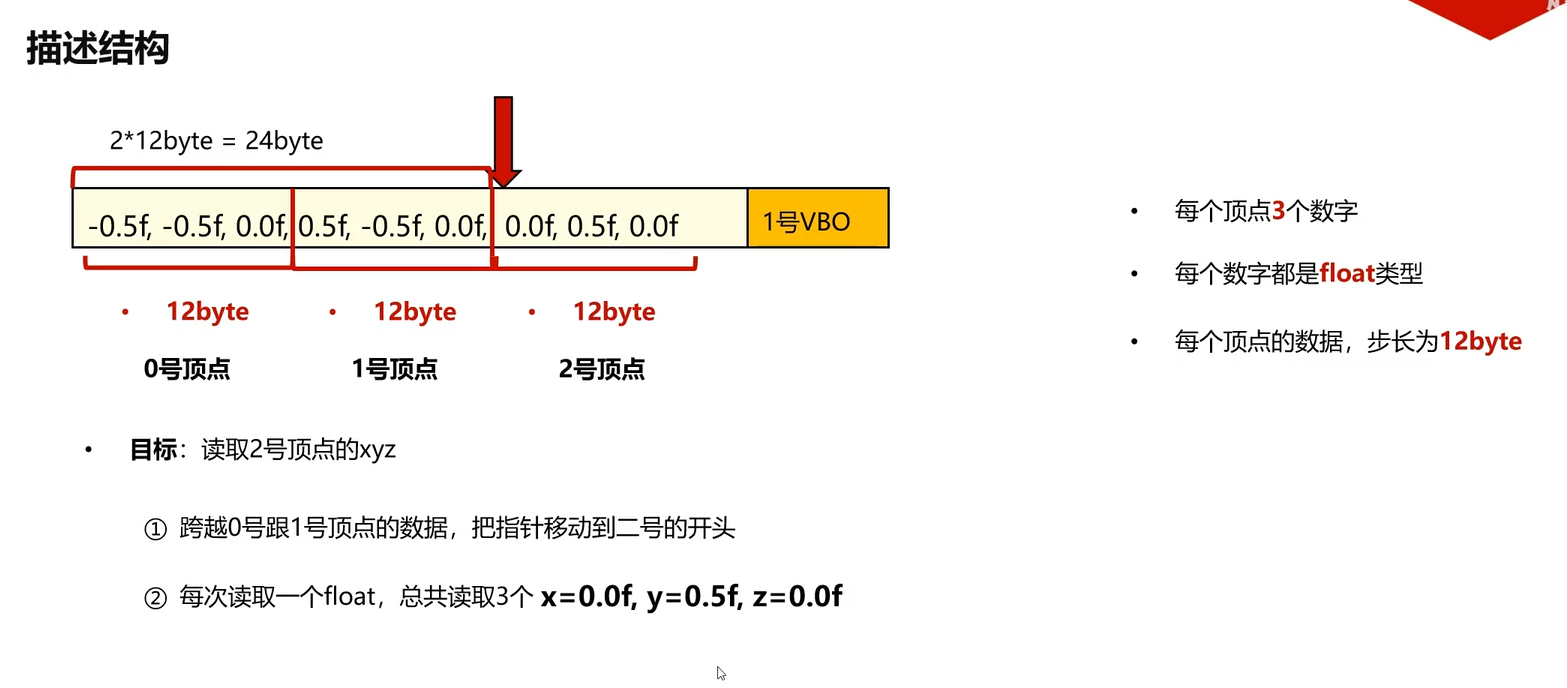 描述结构
2*12byte = 24byte
-0.5f, -0.5f, 0.0f, 0.5f, -0.5f, 0.0f, 0.0f, 0.5f, 0.0f
1号VBO
• 12byte • 12byte • 12byte
0号顶点 1号顶点 2号顶点
• 每个顶点3个数字
• 每个数字都是float类型
• 每个顶点的数据，步长为12byte
• 目标：读取2号顶点的xyz
① 跨越0号跟1号顶点的数据，把指针移动到二号的开头
② 每次读取一个float，总共读取3个 x=0.0f, y=0.5f, z=0.0f